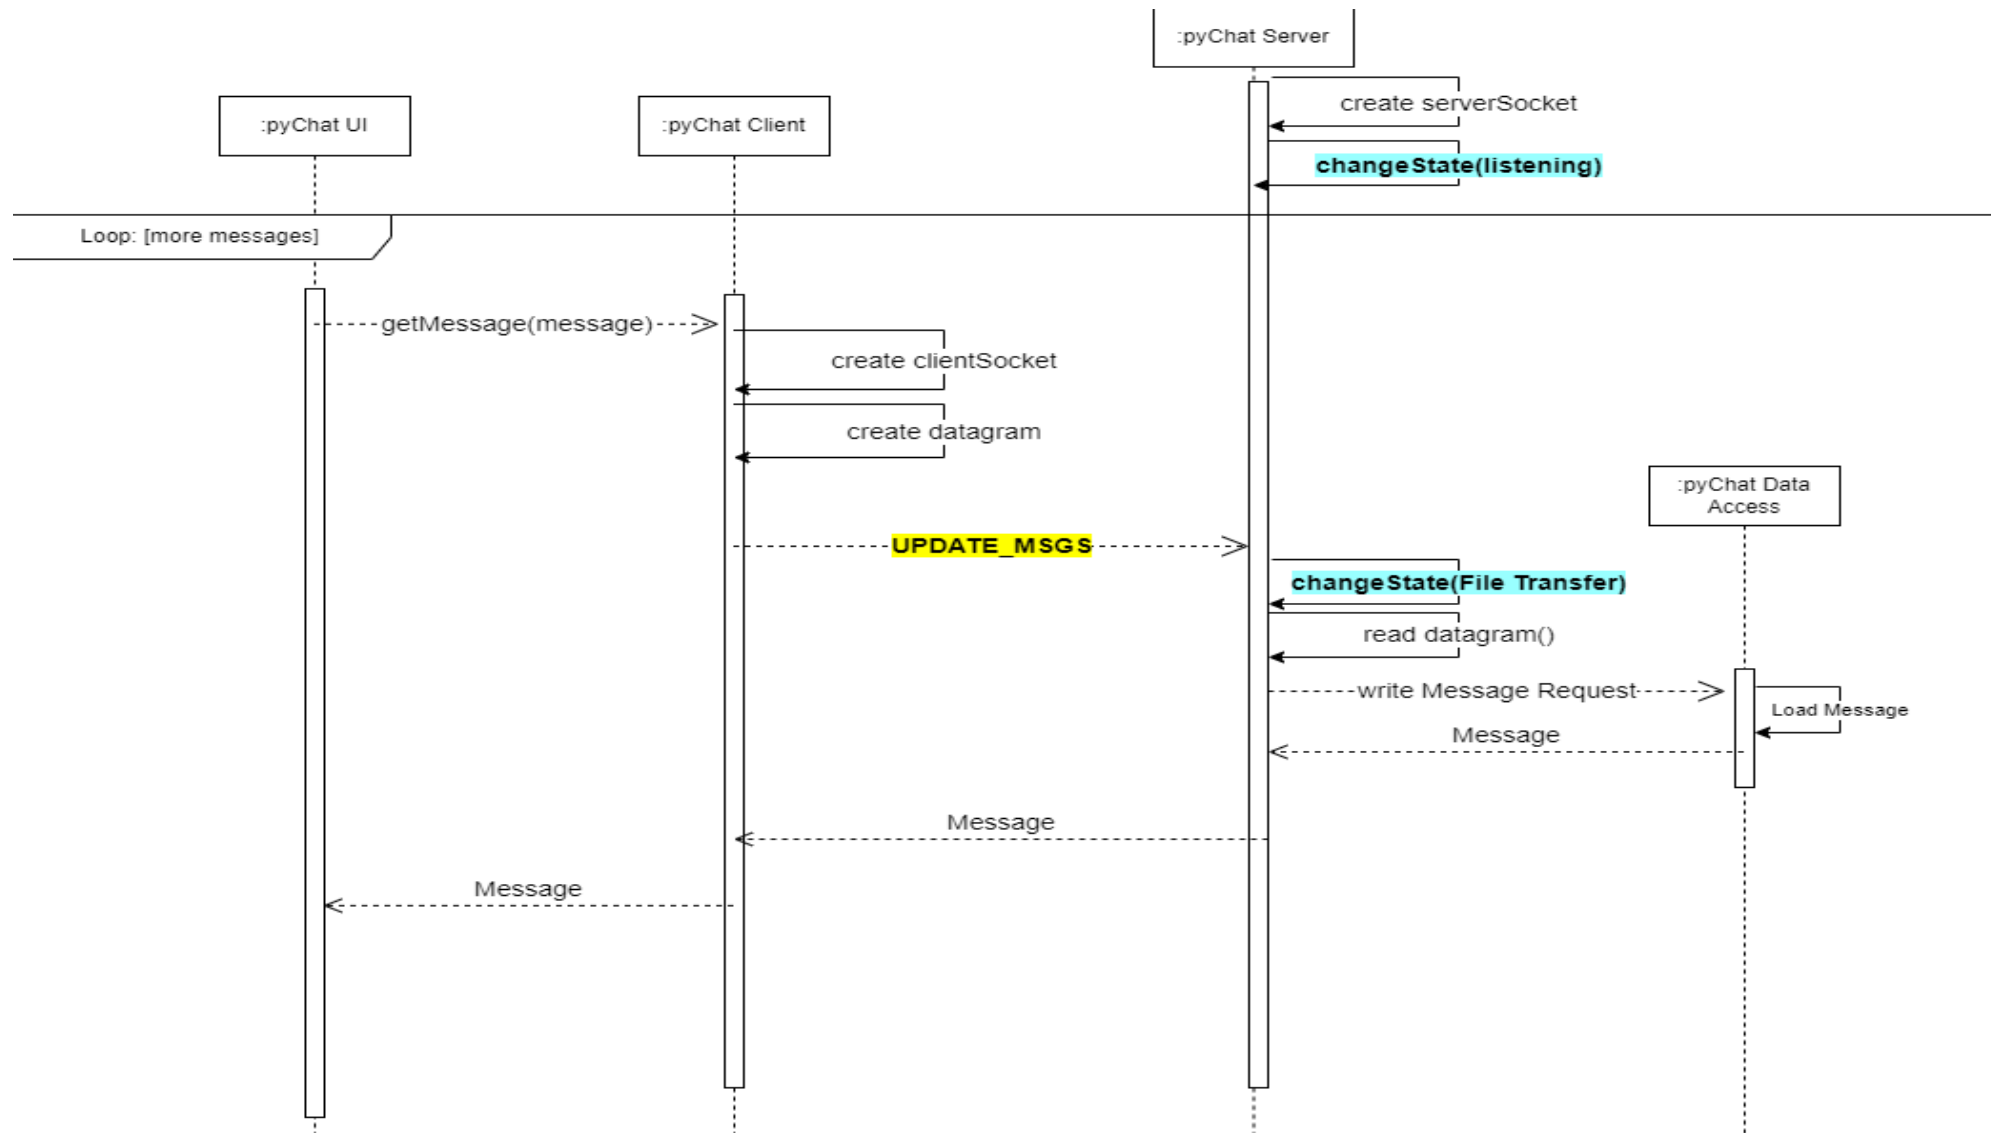 :pyChat Server
create serverSocket
:pyChat UI
:pyChat Client
changeState(listening)
Loop: [more messages]
getMessage(message)
create clientSocket
create datagram
:pyChat Data
Access
UPDATE_MSGS
changeState(File Transfer)
read datagram()
write Message Request
Load Message
Message
Message
Message